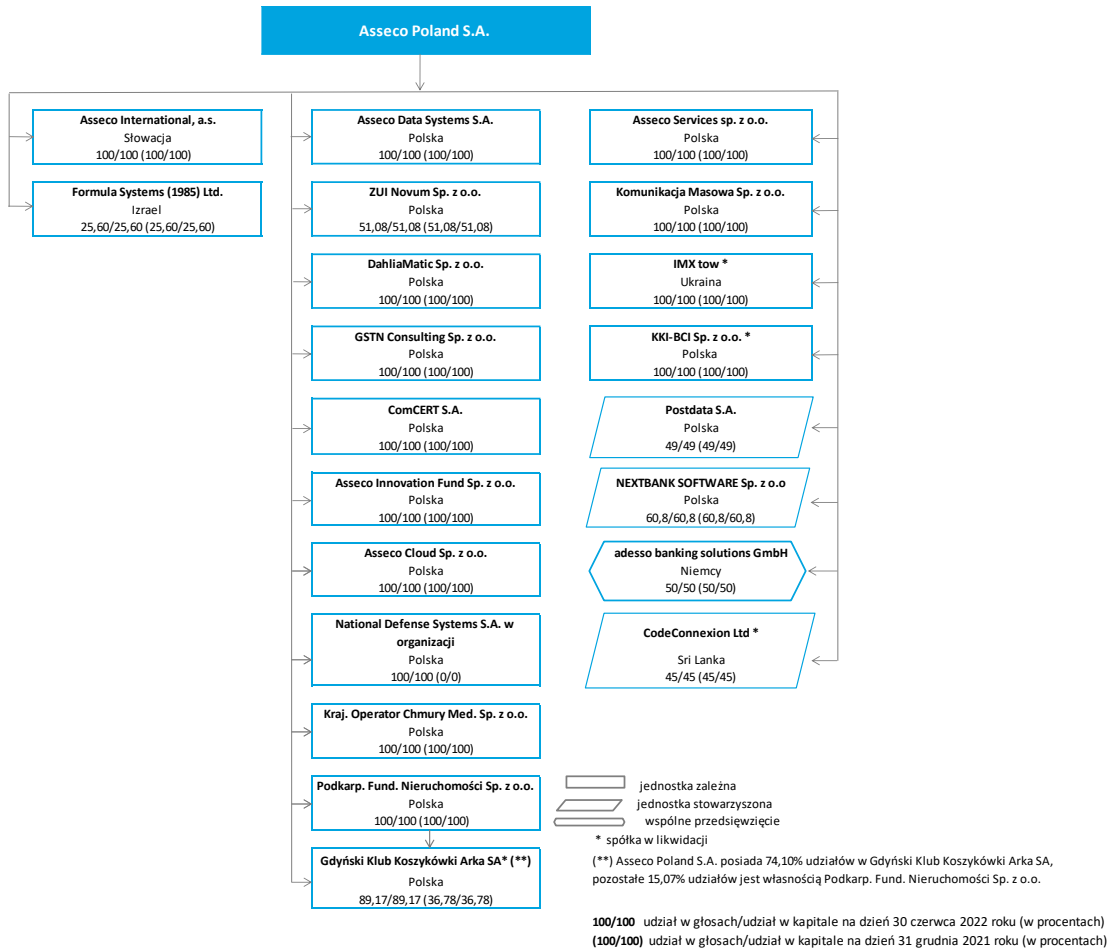 Asseco Poland S.A.
Asseco International, a.s.
Słowacja
100/100 (100/100)
Formula Systems (1985) Ltd.
Izrael
25,60/25,60 (25,60/25,60)
Asseco Data Systems S.A.
Polska
100/100 (100/100)
ZUI Novum Sp. z o.o.
Polska
51,08/51,08 (51,08/51,08)
DahliaMatic Sp. z o.o.
Polska
100/100 (100/100)
GSTN Consulting Sp. z o.o.
Polska
100/100 (100/100)
ComCERT S.A.
Polska
100/100 (100/100)
Asseco Innovation Fund Sp. z o.o.
Polska
100/100 (100/100)
Asseco Cloud Sp. z o.o.
Polska
100/100 (100/100)
National Defense Systems S.A. w
organizacji
Polska
100/100 (0/0)
Kraj. Operator Chmury Med. Sp. z o.o.
Polska
100/100 (100/100)
Podkarp. Fund. Nieruchomości Sp. z o.o.
Polska
100/100 (100/100)
Gdyński Klub Koszykówki Arka SA* (**)
Polska
89,17/89,17 (36,78/36,78)
Asseco Services sp. z o.o.
Polska
100/100 (100/100)
Komunikacja Masowa Sp. z o.o.
Polska
100/100 (100/100)
IMX tow *
Ukraina
100/100 (100/100)
KKI-BCI Sp. z o.o. *
Polska
100/100 (100/100)
Postdata S.A.
Polska
49/49 (49/49)
NEXTBANK SOFTWARE Sp. z o.o
Polska
60,8/60,8 (60,8/60,8)
adesso banking solutions GmbH
Niemcy
50/50 (50/50)
CodeConnexion Ltd *
Sri Lanka
45/45 (45/45)
jednostka zależna
jednostka stowarzyszona
wspólne przedsięwzięcie
* spółka w likwidacji
(**) Asseco Poland S.A. posiada 74,10% udziałów w Gdyński Klub Koszykówki Arka SA,
pozostałe 15,07% udziałów jest własnością Podkarp. Fund. Nieruchomości Sp. z o.o.
100/100 udział w głosach/udział w kapitale na dzień 30 czerwca 2022 roku (w procentach)
(100/100) udział w głosach/udział w kapitale na dzień 31 grudnia 2021 roku (w procentach)